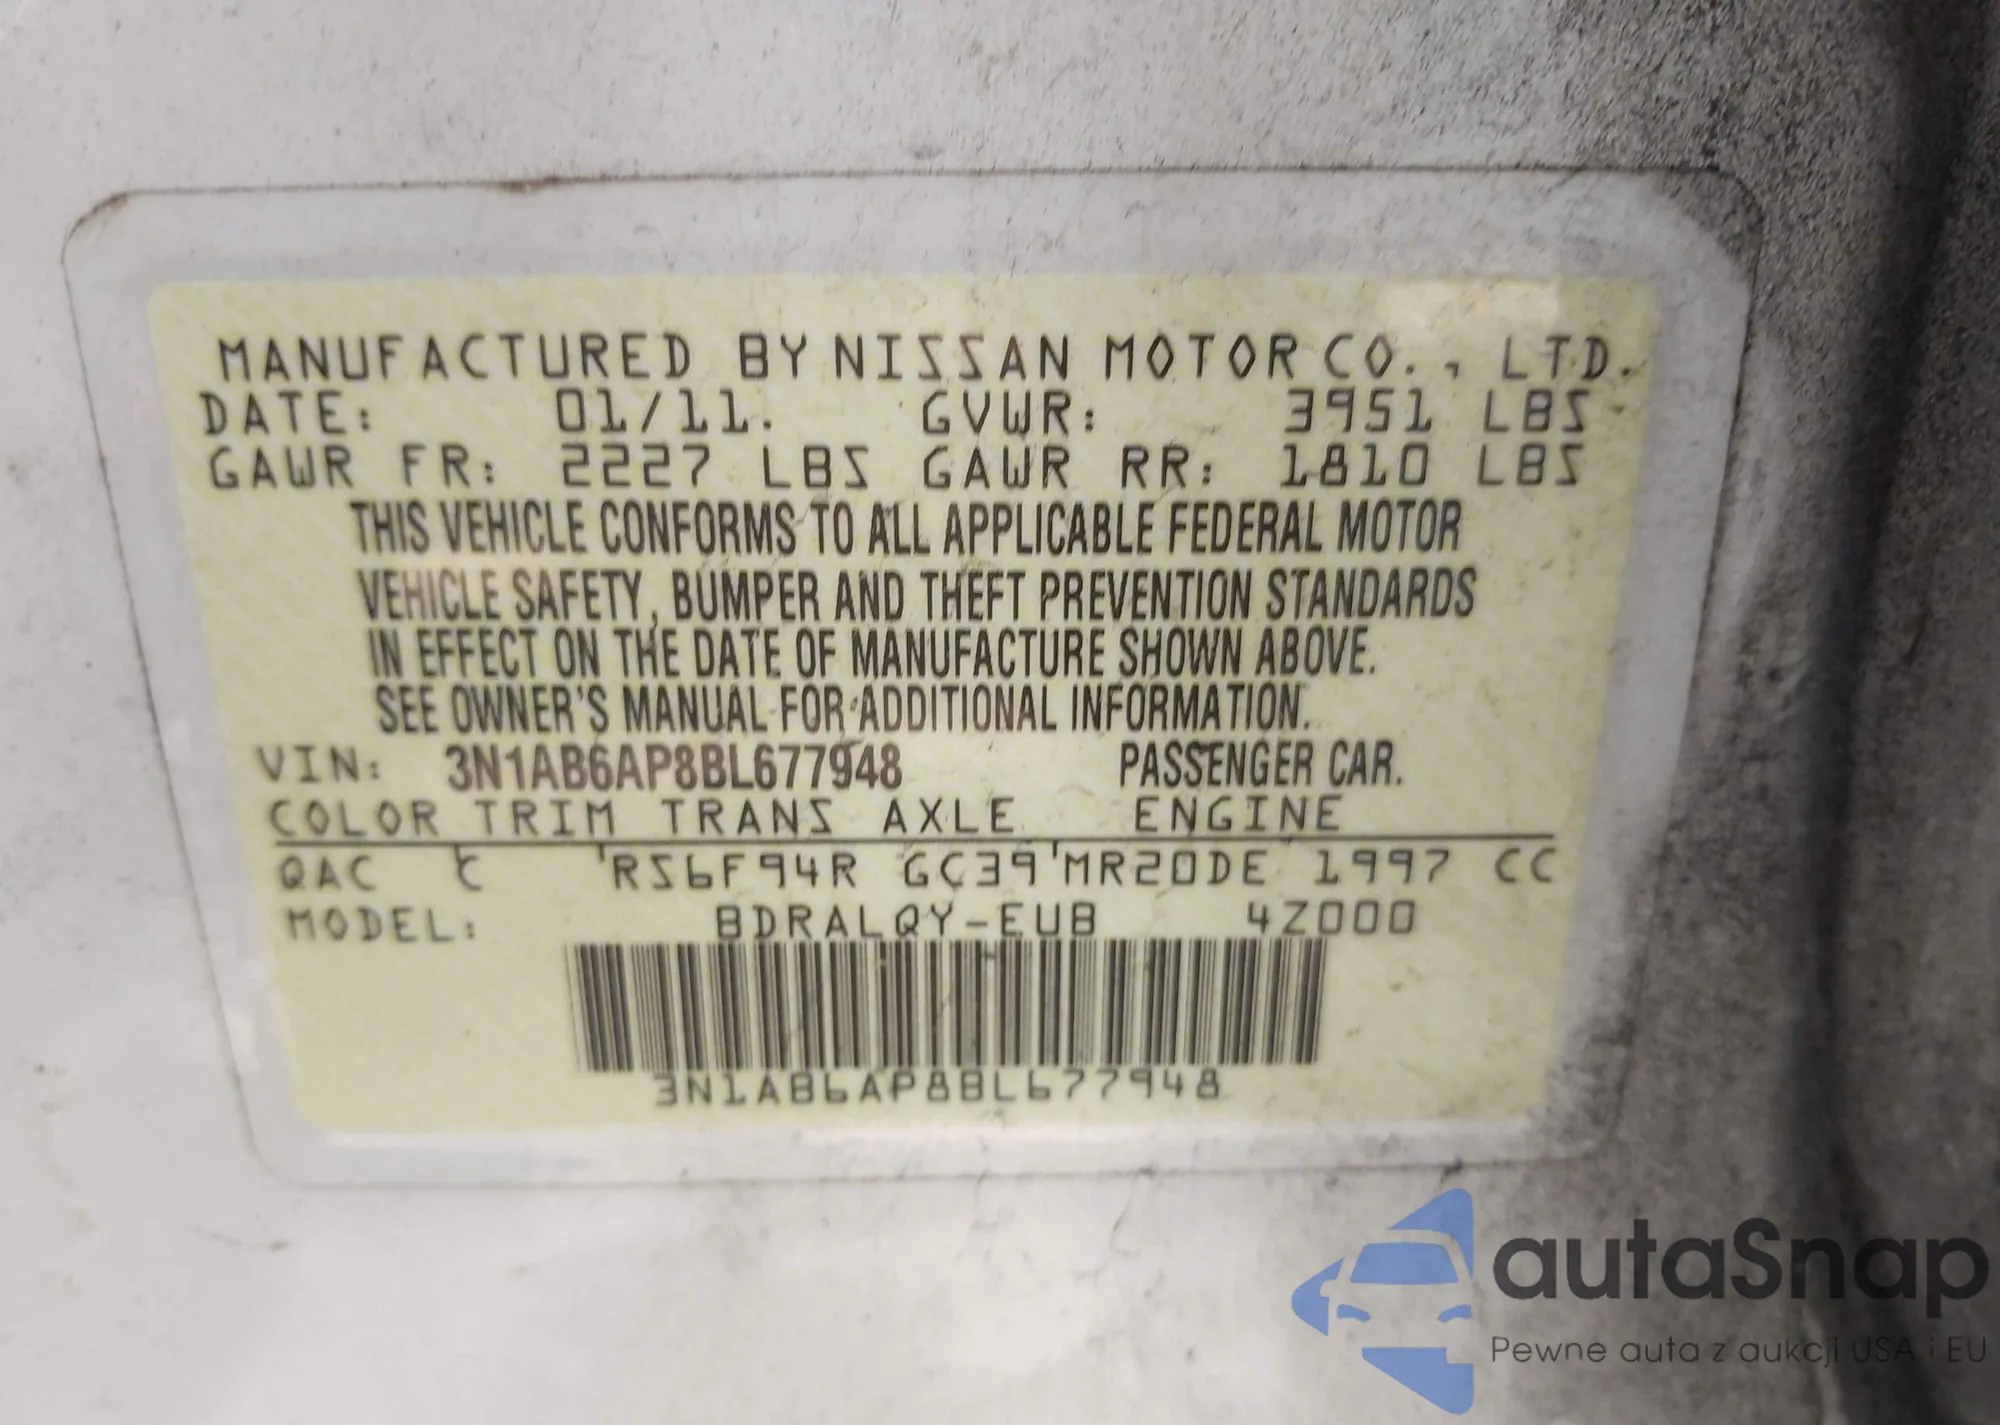 MANUFACTURED BY NISSAN MOTOR CO., LTD.
DATE: 01/11. GVWR: 3951 LBS
GAWR FR: 2227 LBS GAWR RR: 1810 LBS
THIS VEHICLE CONFORMS TO ALL APPLICABLE FEDERAL MOTOR
VEHICLE SAFETY, BUMPER AND THEFT PREVENTION STANDARDS
IN EFFECT ON THE DATE OF MANUFACTURE SHOWN ABOVE.
SEE OWNER'S MANUAL FOR ADDITIONAL INFORMATION.
VIN: 3N1AB6AP8BL677948 PASSENGER CAR.
COLOR TRIM TRANS AXLE ENGINE
QAC C RS6F94R GC39 MR20DE 1997 CC
MODEL: BDRALQY-EUB 4Z000
3N1AB6AP8BL677948
autaSnap
Pewne auta z aukcji USA i EU